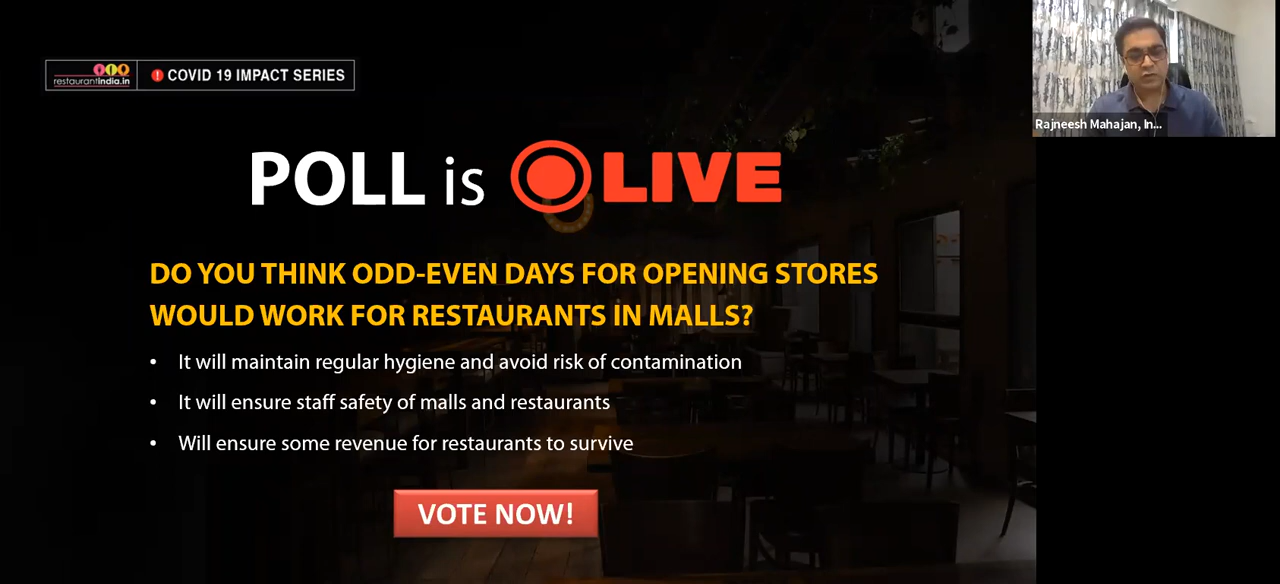 restaurantindia.in
! COVID 19 IMPACT SERIES
Rajneesh Mahajan, In...
POLL is LIVE
DO YOU THINK ODD-EVEN DAYS FOR OPENING STORES
WOULD WORK FOR RESTAURANTS IN MALLS?
• It will maintain regular hygiene and avoid risk of contamination
• It will ensure staff safety of malls and restaurants
• Will ensure some revenue for restaurants to survive
VOTE NOW!